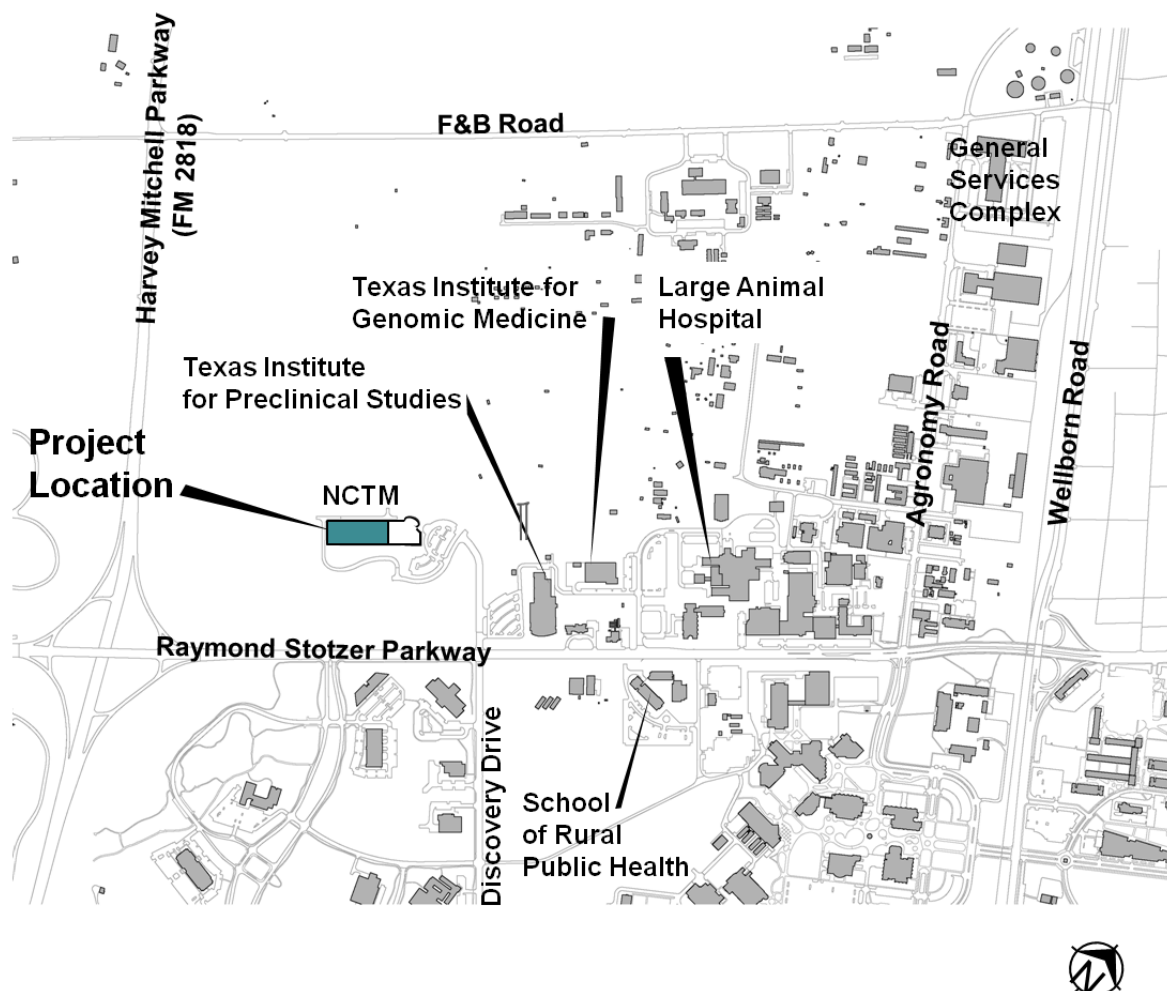 Harvey Mitchell Parkway
(FM 2818)
F&B Road
General
Services
Complex
Texas Institute for
Genomic Medicine
Large Animal
Hospital
Texas Institute
for Preclinical Studies
Agronomy Road
Wellborn Road
Project
Location
NCTM
Raymond Stotzer Parkway
Discovery Drive
School
of Rural
Public Health
N